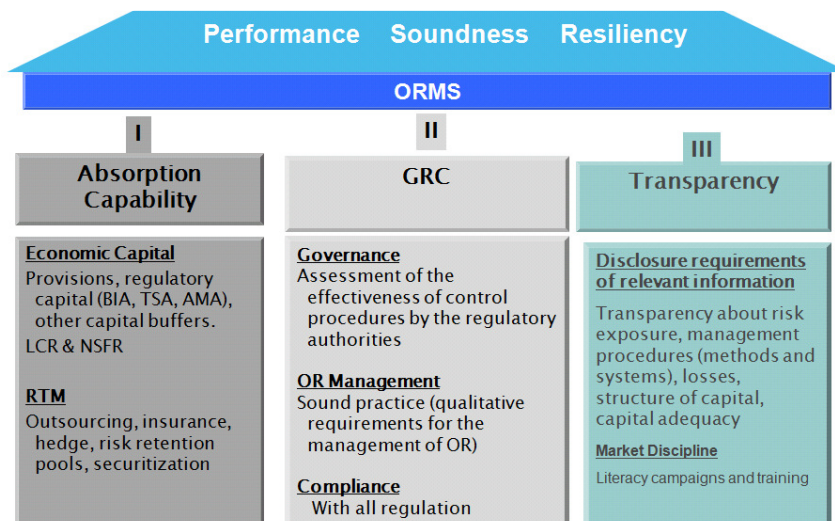 Performance Soundness Resiliency
ORMS
I
Absorption
Capability
Economic Capital
Provisions, regulatory
capital (BIA, TSA, AMA),
other capital buffers.
LCR & NSFR
RTM
Outsourcing, insurance,
hedge, risk retention
pools, securitization
II
GRC
Governance
Assessment of the
effectiveness of control
procedures by the regulatory
authorities
OR Management
Sound practice (qualitative
requirements for the
management of OR)
Compliance
With all regulation
III
Transparency
Disclosure requirements
of relevant information
Transparency about risk
exposure, management
procedures (methods and
systems), losses,
structure of capital,
capital adequacy
Market Discipline
Literacy campaigns and training